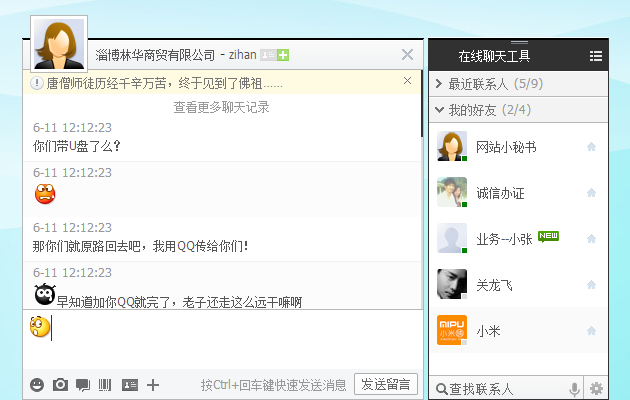 淄博林华商贸有限公司 - zihan
唐僧师徒历经千辛万苦，终于见到了佛祖......
查看更多聊天记录
6-11 12:12:23
你们带U盘了么?
6-11 12:12:23
6-11 12:12:23
那你们就原路回去吧，我用QQ传给你们!
6-11 12:12:23
早知道加你QQ就完了，老子还走这么远干嘛啊
按Ctrl+回车键快速发送消息
发送留言
在线聊天工具
最近联系人 (5/9)
我的好友 (2/4)
网站小秘书
诚信办证
业务--小张 NEW
关龙飞
MIPU
小米
查找联系人